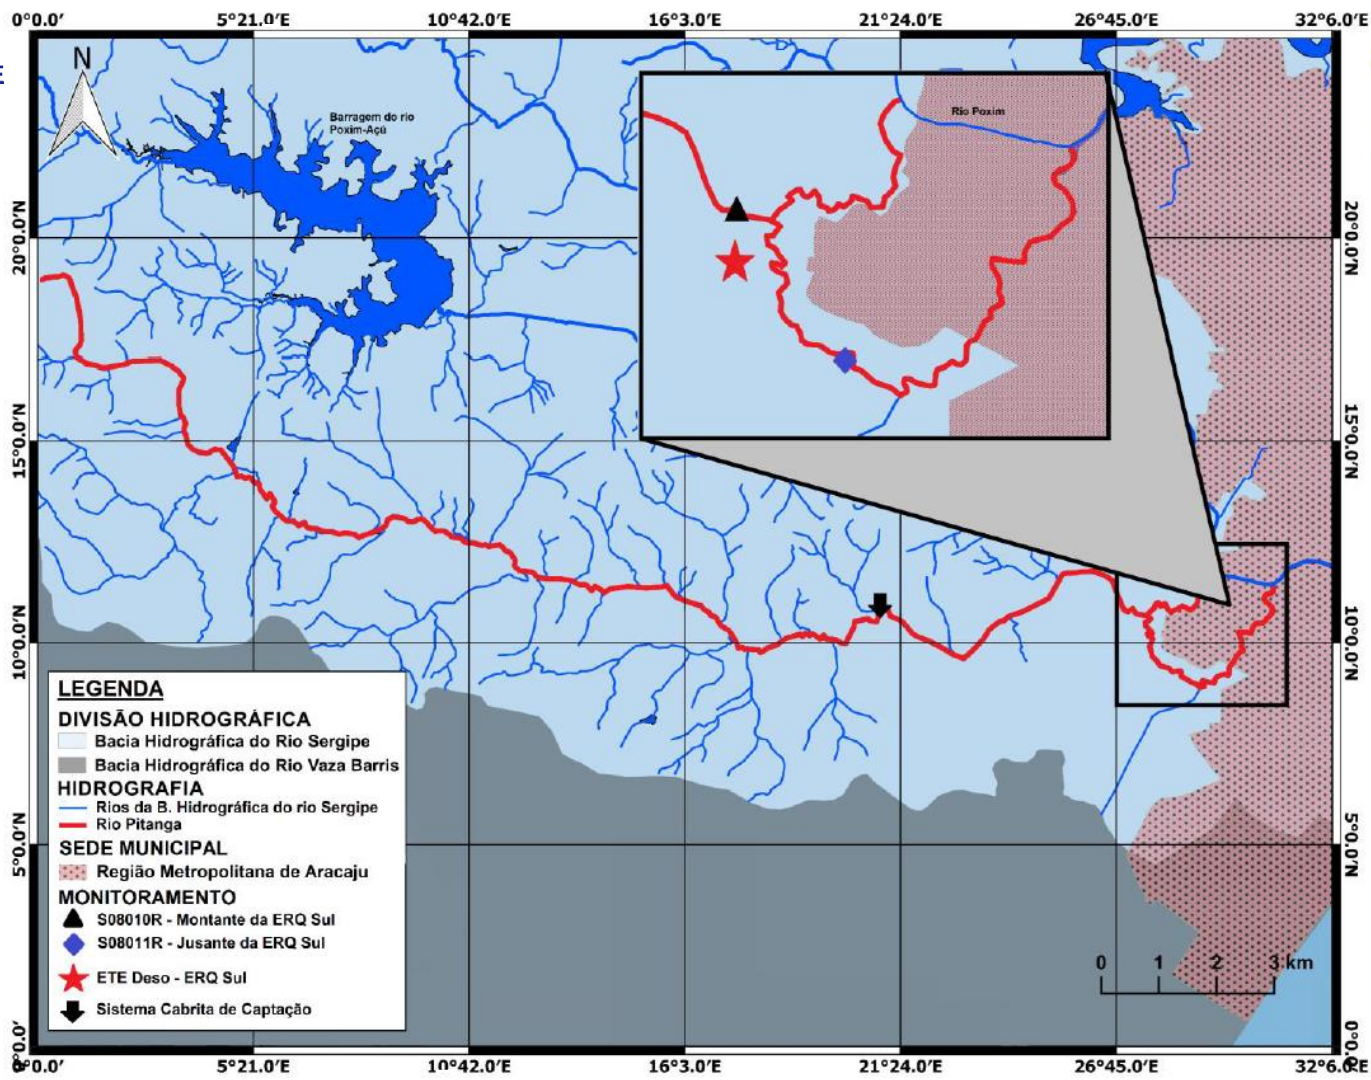 0°0.0' 5°21.0'E 10°42.0'E 16°3.0'E 21°24.0'E 26°45.0'E 32°6.0'E
E
N
Barragem do rio
Poxim-Açú
Rio Poxim
20°0.0'N 20°0.0'N
15°0.0'N 15°0.0'N
10°0.0'N 10°0.0'N
5°0.0'N 5°0.0'N
0°0.0' 0°0.0'
LEGENDA
DIVISÃO HIDROGRÁFICA
Bacia Hidrográfica do Rio Sergipe
Bacia Hidrográfica do Rio Vaza Barris
HIDROGRAFIA
Rios da B. Hidrográfica do rio Sergipe
Rio Pitanga
SEDE MUNICIPAL
Região Metropolitana de Aracaju
MONITORAMENTO
S08010R - Montante da ERQ Sul
S08011R - Jusante da ERQ Sul
ETE Deso - ERQ Sul
Sistema Cabrita de Captação
0 1 2 3 km
0°0.0' 5°21.0'E 10°42.0'E 16°3.0'E 21°24.0'E 26°45.0'E 32°6.0'E